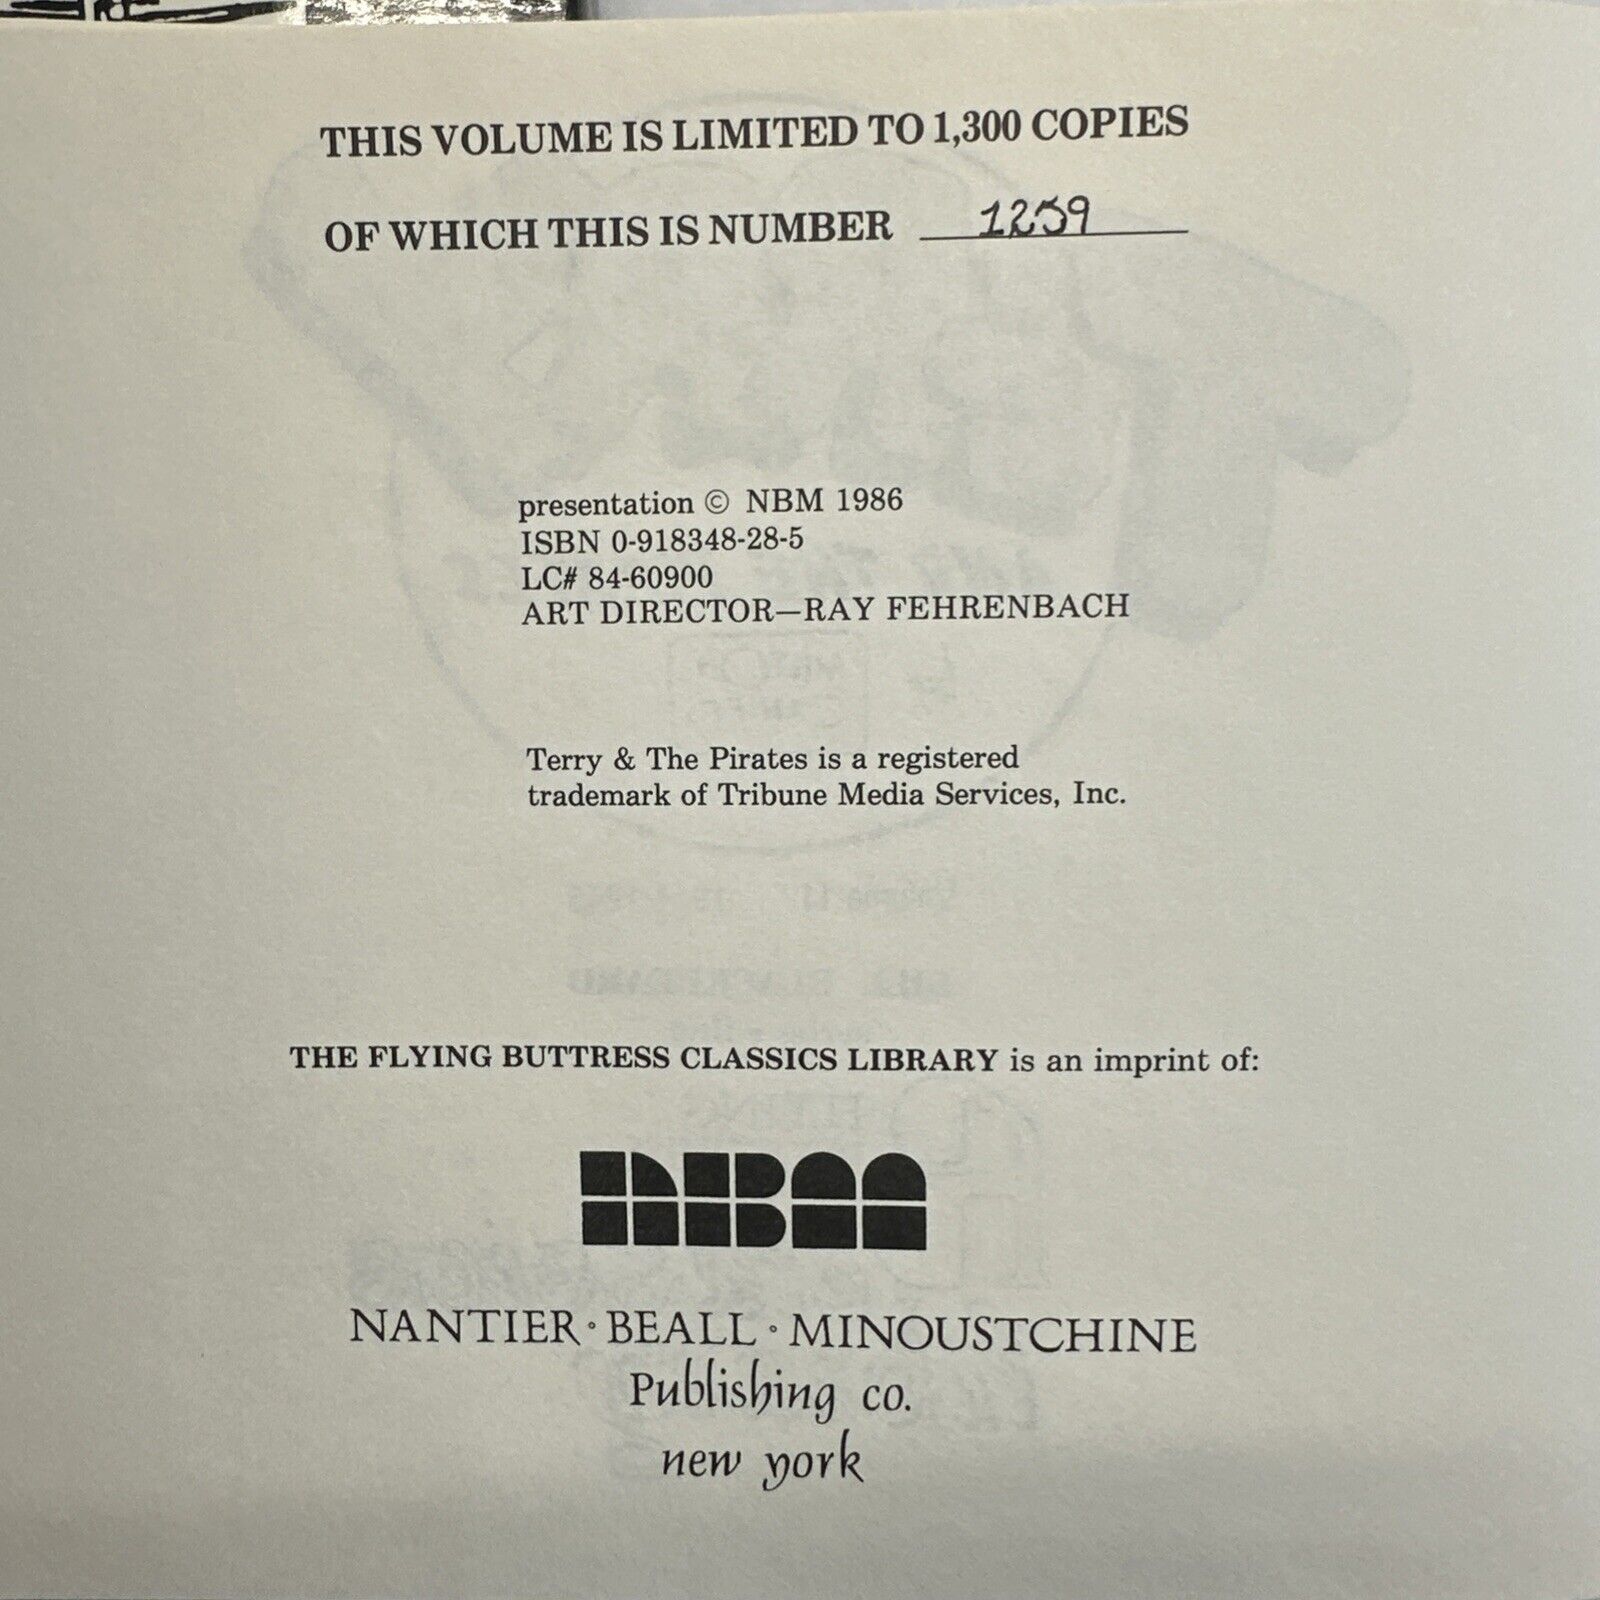 THIS VOLUME IS LIMITED TO 1,300 COPIES
OF WHICH THIS IS NUMBER 1259
presentation © NBM 1986
ISBN 0-918348-28-5
LC# 84-60900
ART DIRECTOR—RAY FEHRENBACH
Terry & The Pirates is a registered
trademark of Tribune Media Services, Inc.
THE FLYING BUTTRESS CLASSICS LIBRARY is an imprint of:
NBM
NANTIER · BEALL · MINOUSTCHINE
Publishing co.
new york